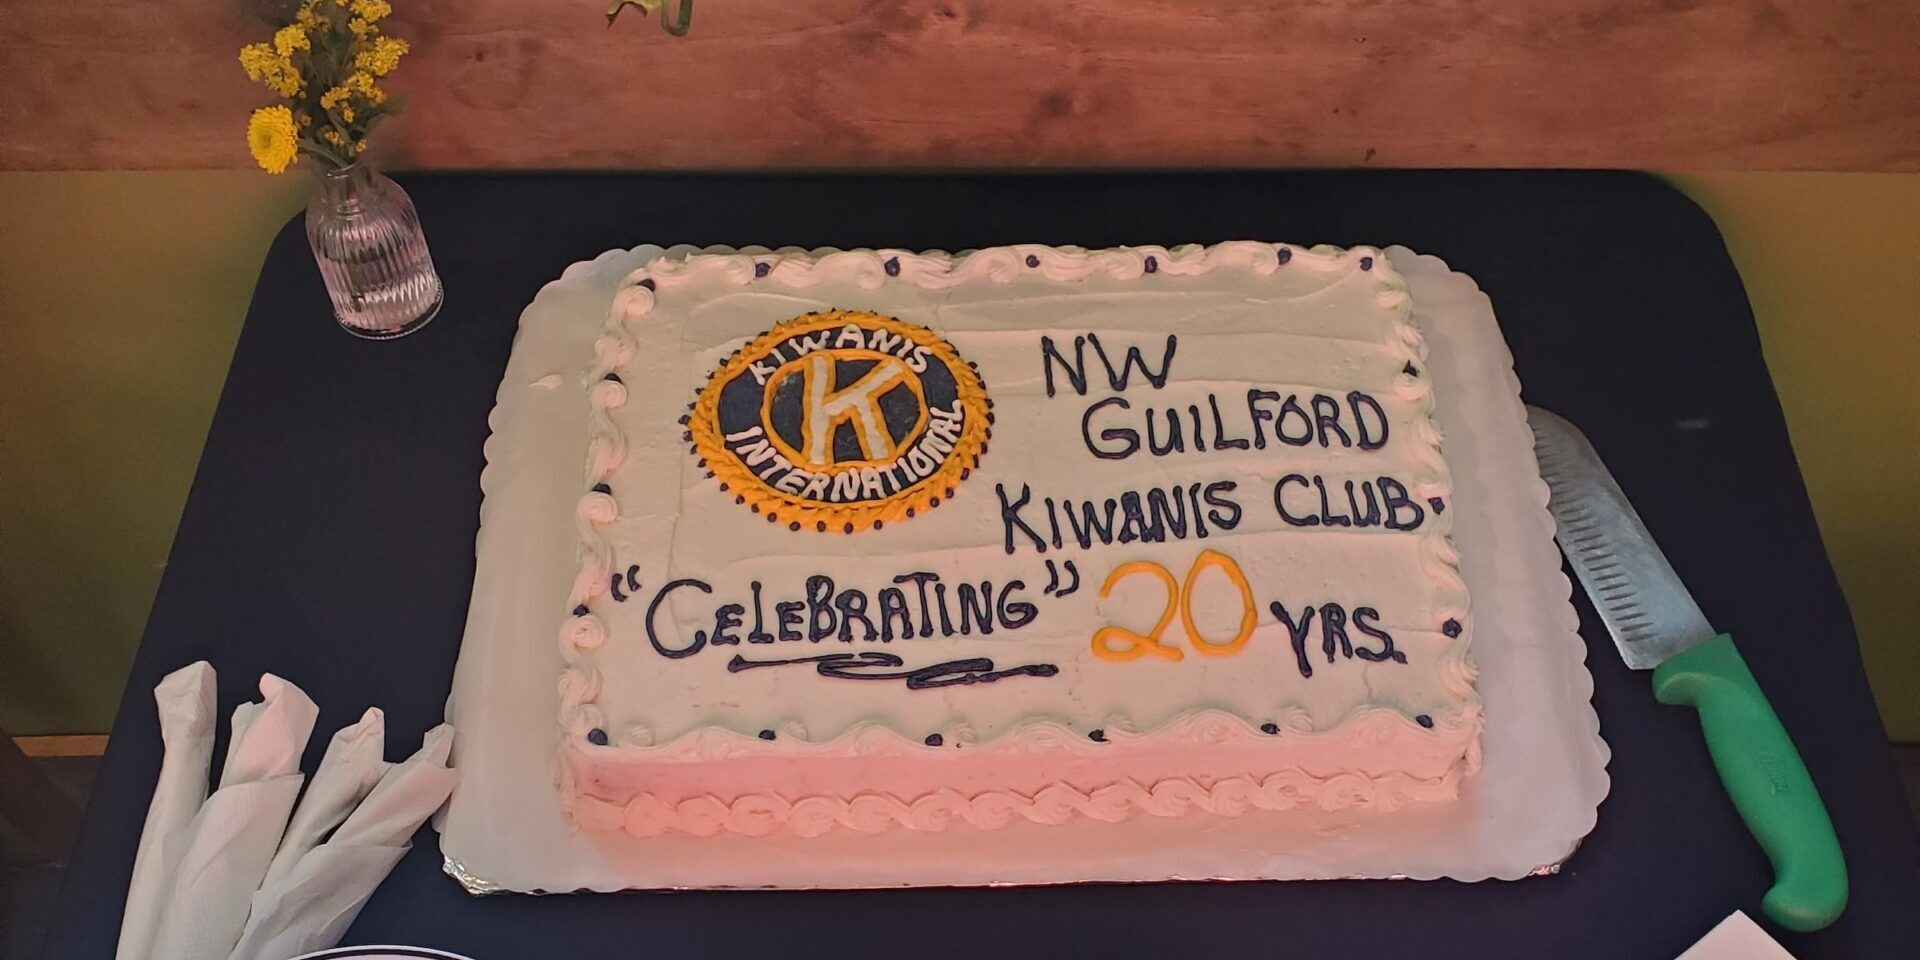 KIWANIS
K
INTERNATIONAL
NW
GUILFORD
KIWANIS CLUB
"CELEBRATING" 20 YRS.